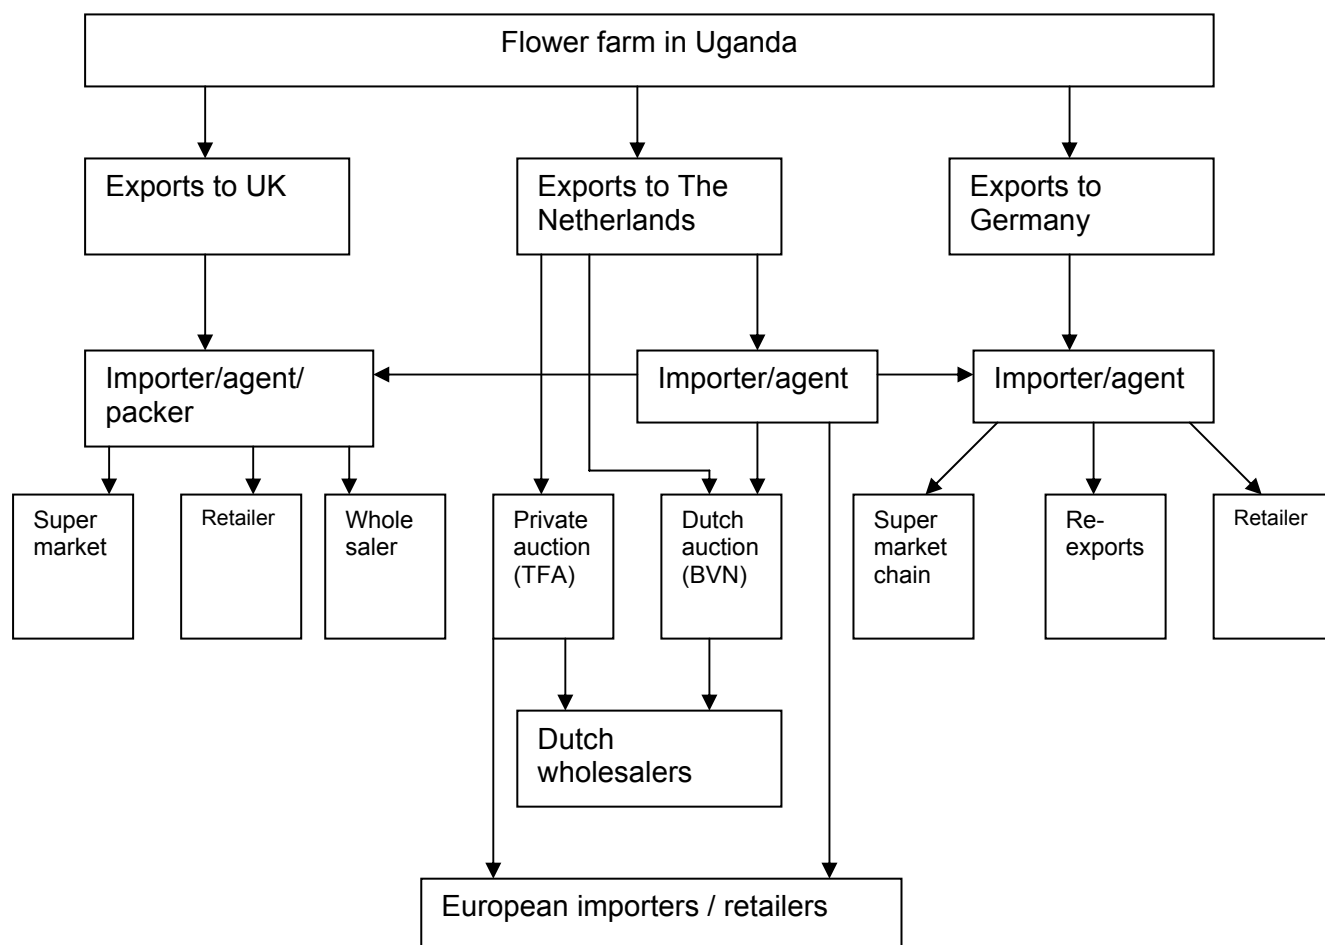 Flower farm in Uganda
Exports to UK
Exports to The
Netherlands
Exports to
Germany
Importer/agent/
packer
Importer/agent
Importer/agent
Super
market
Retailer
Whole
saler
Private
auction
(TFA)
Dutch
auction
(BVN)
Super
market
chain
Re-
exports
Retailer
Dutch
wholesalers
European importers / retailers